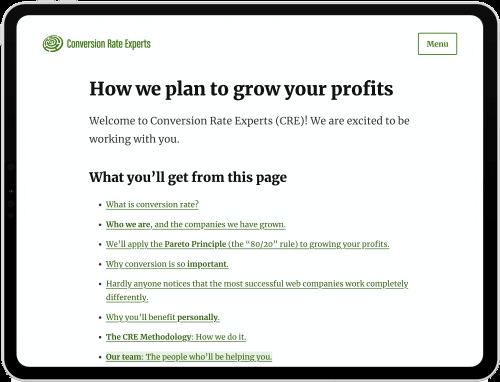 Conversion Rate Experts
Menu
How we plan to grow your profits
Welcome to Conversion Rate Experts (CRE)! We are excited to be
working with you.
What you’ll get from this page
• What is conversion rate?
• Who we are, and the companies we have grown.
• We’ll apply the Pareto Principle (the “80/20” rule) to growing your profits.
• Why conversion is so important.
• Hardly anyone notices that the most successful web companies work completely
differently.
• Why you’ll benefit personally.
• The CRE Methodology: How we do it.
• Our team: The people who’ll be helping you.